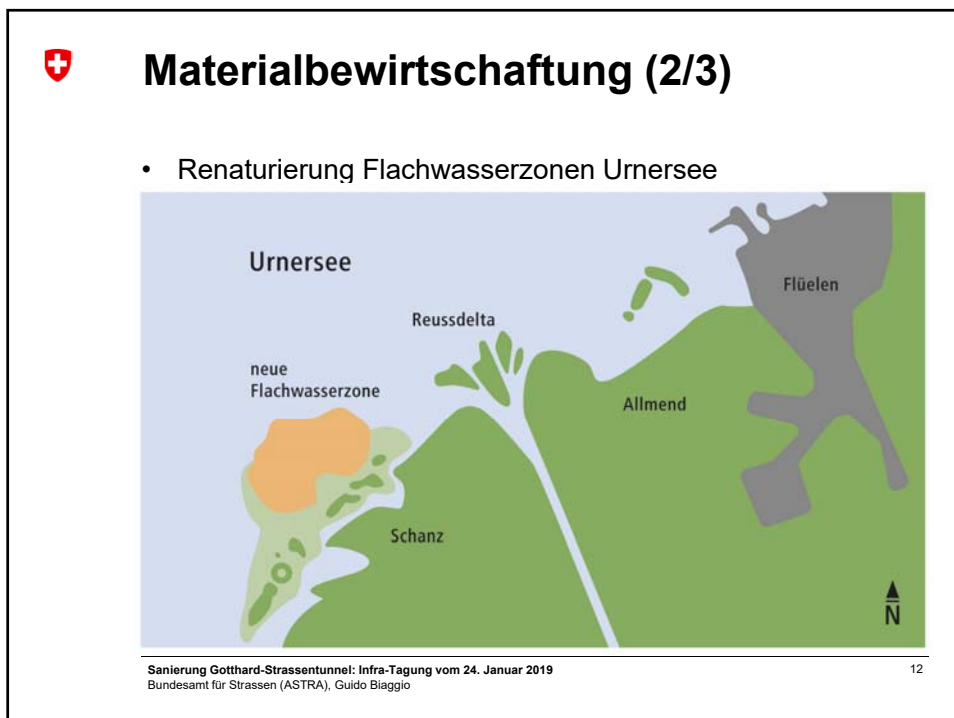 Materialbewirtschaftung (2/3)
• Renaturierung Flachwasserzonen Urnersee
Urnersee
Flüelen
Reussdelta
neue
Flachwasserzone
Allmend
Schanz
N
Sanierung Gotthard-Strassentunnel: Infra-Tagung vom 24. Januar 2019
Bundesamt für Strassen (ASTRA), Guido Biaggio
12